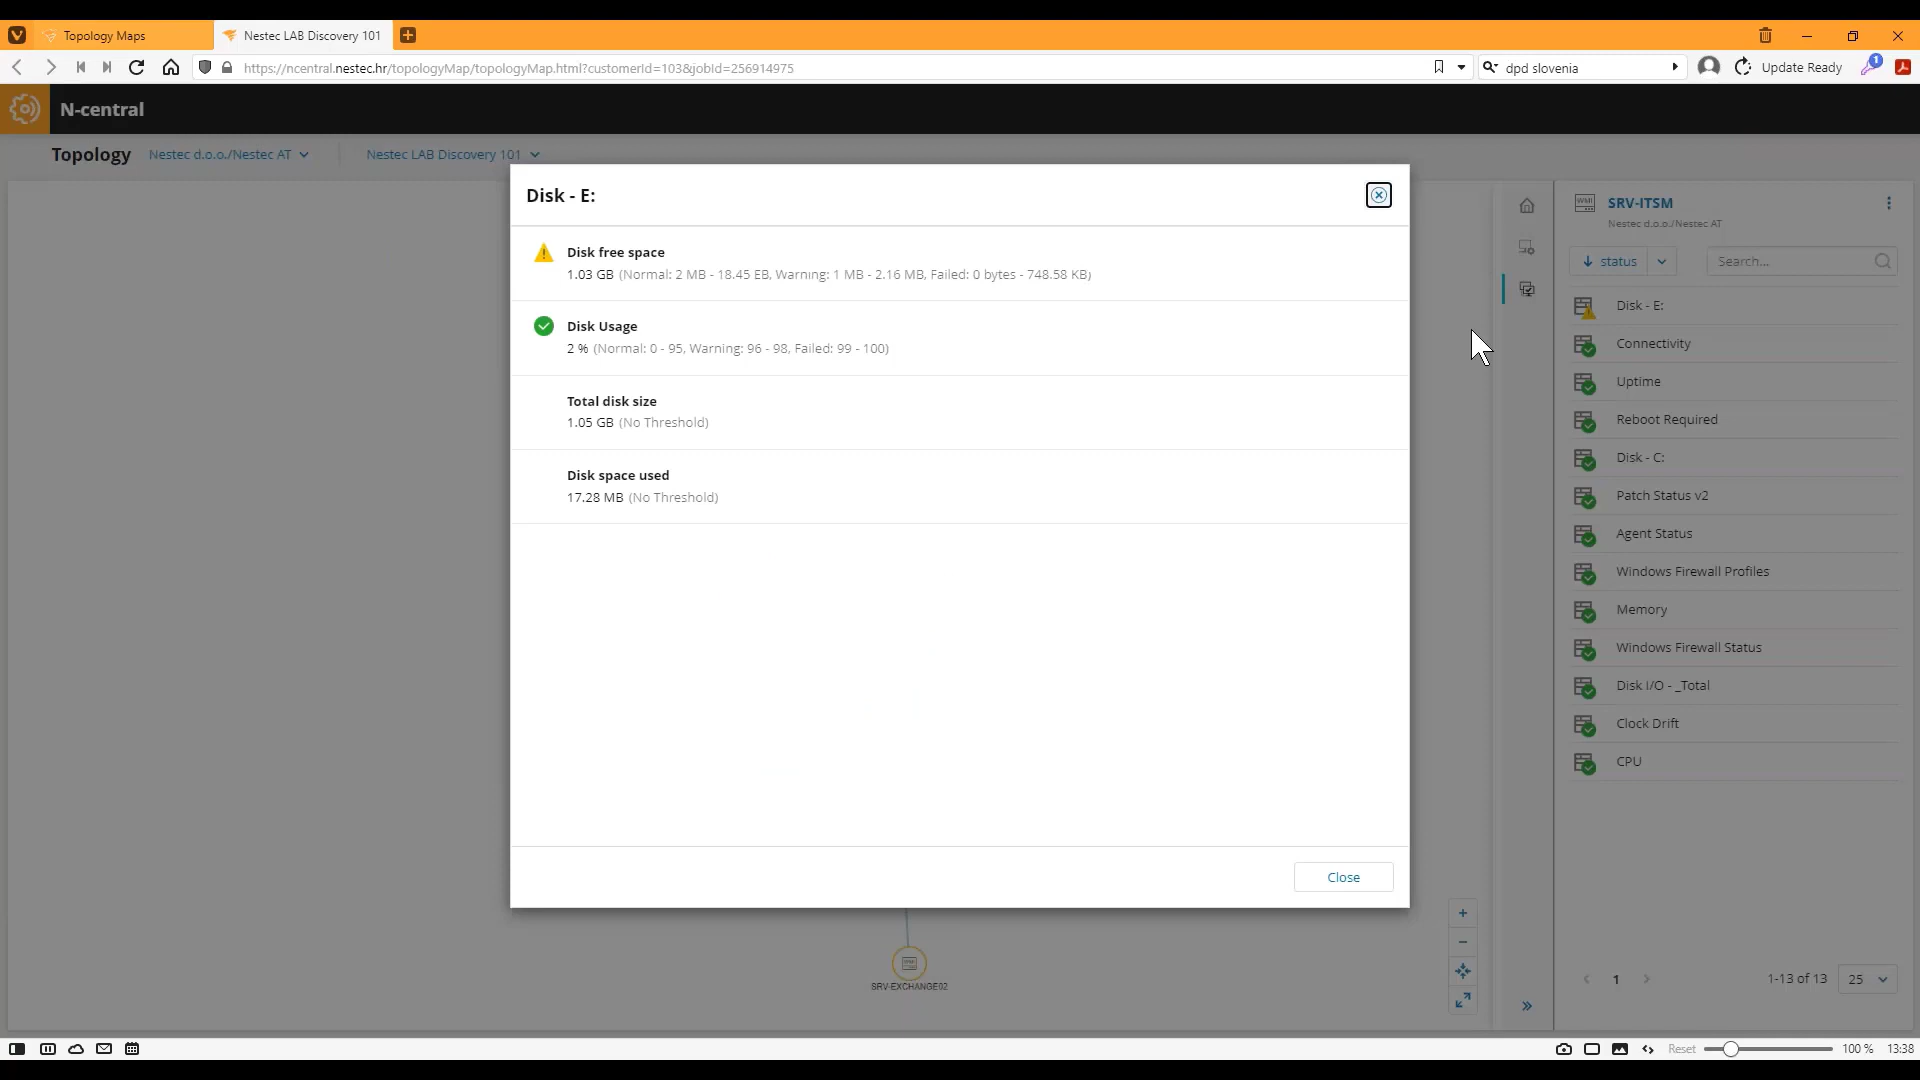 Topology Maps
Nestec LAB Discovery 101
https://ncentral.nestec.hr/topologyMap/topologyMap.html?customerId=103&jobId=256914975
dpd slovenia
Update Ready
1
N-central
Topology
Nestec d.o.o./Nestec AT
Nestec LAB Discovery 101
Disk - E:
Disk free space
1.03 GB (Normal: 2 MB - 18.45 EB, Warning: 1 MB - 2.16 MB, Failed: 0 bytes - 748.58 KB)
Disk Usage
2 % (Normal: 0 - 95, Warning: 96 - 98, Failed: 99 - 100)
Total disk size
1.05 GB (No Threshold)
Disk space used
17.28 MB (No Threshold)
Close
SRV-EXCHANGE02
WMI
SRV-ITSM
Nestec d.o.o./Nestec AT
status
Search...
Disk - E:
Connectivity
Uptime
Reboot Required
Disk - C:
Patch Status v2
Agent Status
Windows Firewall Profiles
Memory
Windows Firewall Status
Disk I/O - _Total
Clock Drift
CPU
1
1-13 of 13
25
Reset
100 %
13:38